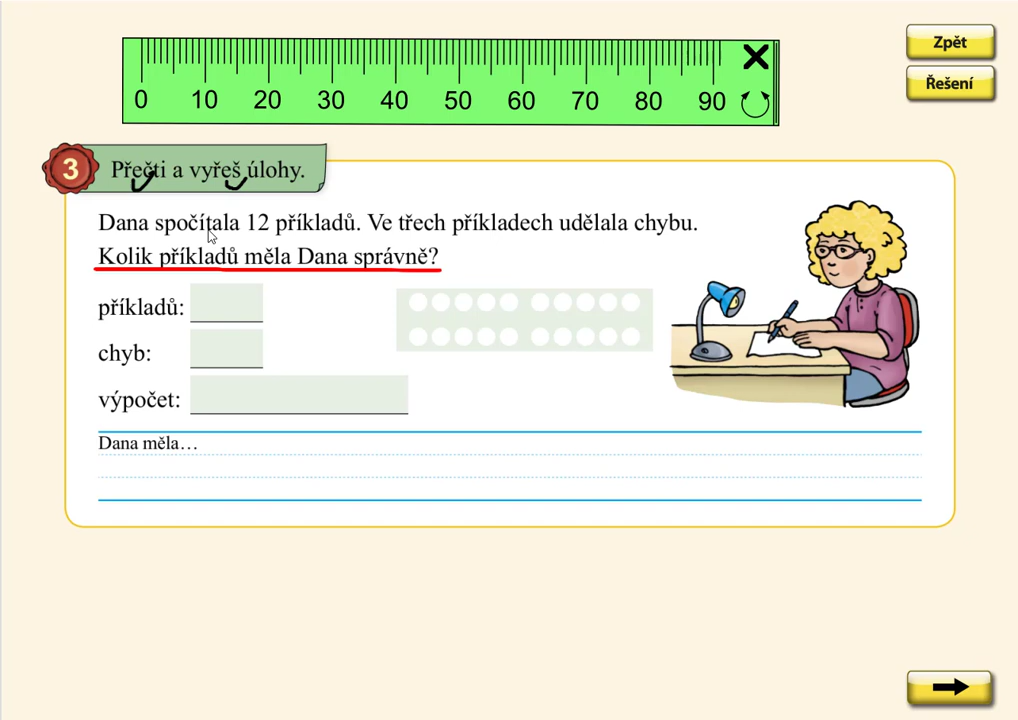 0 10 20 30 40 50 60 70 80 90
Zpět
Řešení
3 Přečti a vyřeš úlohy.
Dana spočítala 12 příkladů. Ve třech příkladech udělala chybu.
Kolik příkladů měla Dana správně?
příkladů:
chyb:
výpočet:
Dana měla…